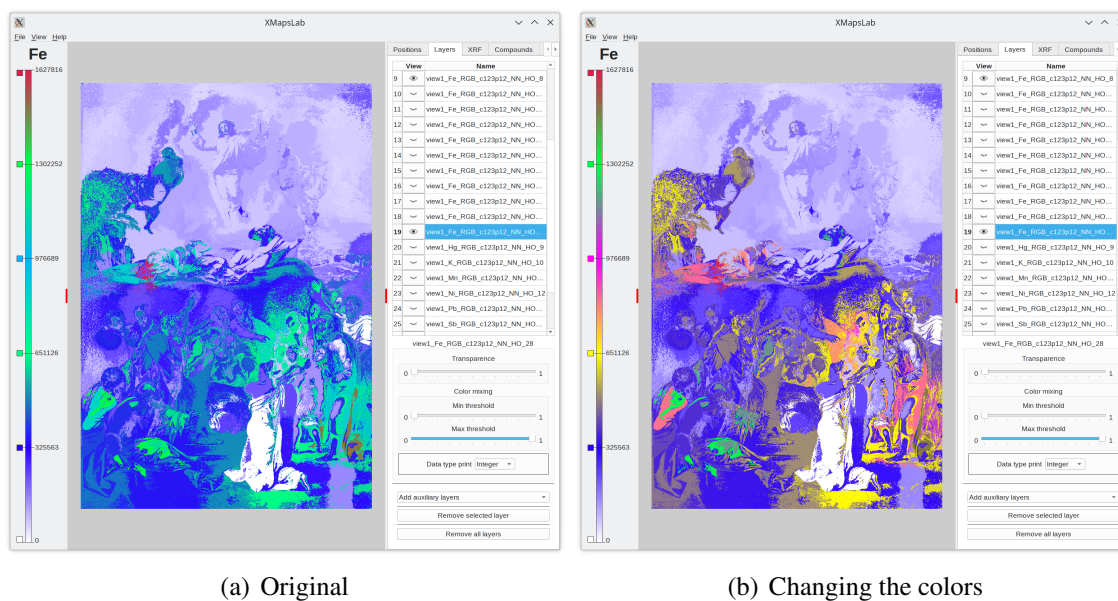 XMapsLab
File View Help
Fe
1627816
1302252
976689
651126
325563
0
Positions Layers XRF Compounds
View Name
9 view1_Fe_RGB_c123p12_NN_HO_8
10 view1_Fe_RGB_c123p12_NN_HO...
11 view1_Fe_RGB_c123p12_NN_HO...
12 view1_Fe_RGB_c123p12_NN_HO...
13 view1_Fe_RGB_c123p12_NN_HO...
14 view1_Fe_RGB_c123p12_NN_HO...
15 view1_Fe_RGB_c123p12_NN_HO...
16 view1_Fe_RGB_c123p12_NN_HO...
17 view1_Fe_RGB_c123p12_NN_HO...
18 view1_Fe_RGB_c123p12_NN_HO...
19 view1_Fe_RGB_c123p12_NN_HO...
20 view1_Hg_RGB_c123p12_NN_HO_9
21 view1_K_RGB_c123p12_NN_HO_10
22 view1_Mn_RGB_c123p12_NN_HO...
23 view1_Ni_RGB_c123p12_NN_HO_12
24 view1_Pb_RGB_c123p12_NN_HO...
25 view1_Sb_RGB_c123p12_NN_HO...
view1_Fe_RGB_c123p12_NN_HO_28
Transparence
0 1
Color mixing
Min threshold
0 1
Max threshold
0 1
Data type print Integer
Add auxiliary layers
Remove selected layer
Remove all layers
(a) Original
XMapsLab
File View Help
Fe
1627816
1302252
976689
651126
325563
0
Positions Layers XRF Compounds
View Name
9 view1_Fe_RGB_c123p12_NN_HO_8
10 view1_Fe_RGB_c123p12_NN_HO...
11 view1_Fe_RGB_c123p12_NN_HO...
12 view1_Fe_RGB_c123p12_NN_HO...
13 view1_Fe_RGB_c123p12_NN_HO...
14 view1_Fe_RGB_c123p12_NN_HO...
15 view1_Fe_RGB_c123p12_NN_HO...
16 view1_Fe_RGB_c123p12_NN_HO...
17 view1_Fe_RGB_c123p12_NN_HO...
18 view1_Fe_RGB_c123p12_NN_HO...
19 view1_Fe_RGB_c123p12_NN_HO...
20 view1_Hg_RGB_c123p12_NN_HO_9
21 view1_K_RGB_c123p12_NN_HO_10
22 view1_Mn_RGB_c123p12_NN_HO...
23 view1_Ni_RGB_c123p12_NN_HO_12
24 view1_Pb_RGB_c123p12_NN_HO...
25 view1_Sb_RGB_c123p12_NN_HO...
view1_Fe_RGB_c123p12_NN_HO_28
Transparence
0 1
Color mixing
Min threshold
0 1
Max threshold
0 1
Data type print Integer
Add auxiliary layers
Remove selected layer
Remove all layers
(b) Changing the colors